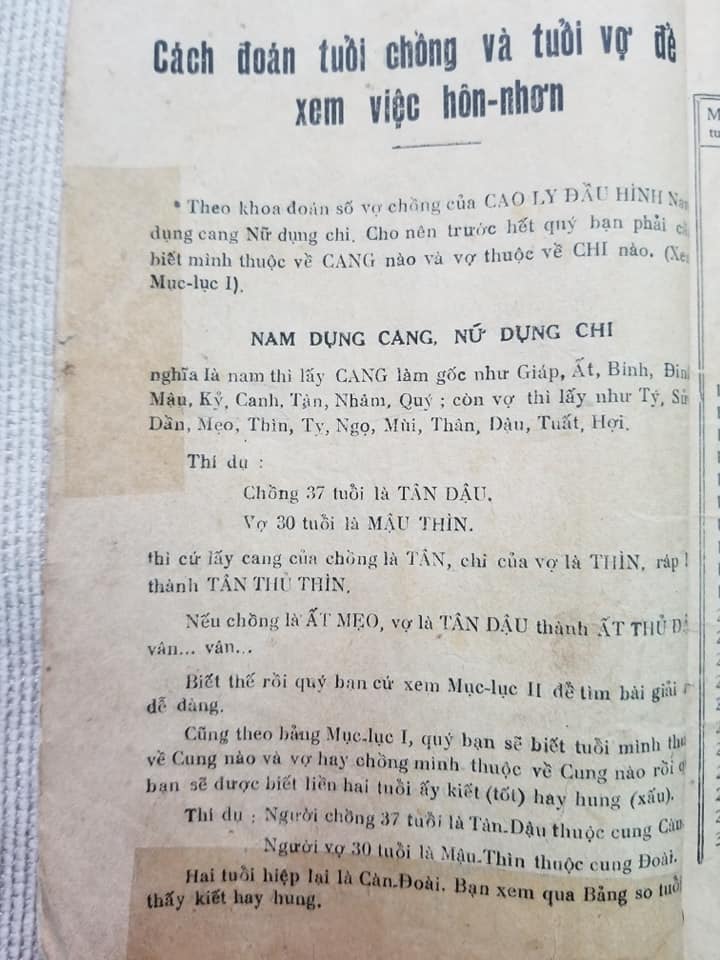 Cách đoán tuổi chồng và tuổi vợ để
xem việc hôn-nhơn
* Theo khoa đoán số vợ chồng của CAO LY ĐẦU HÌNH
dụng cang Nữ dụng chi. Cho nên trước hết quý bạn phải
biết mình thuộc về CANG nào và vợ thuộc về CHI nào.
Mục-lục I).
NAM DỤNG CANG, NỮ DỤNG CHI
nghĩa là nam thì lấy CANG làm gốc như Giáp, Ất, Bính,
Mậu, Kỷ, Canh, Tân, Nhâm, Quý ; còn vợ thì lấy như Tý,
Dần, Mẹo, Thìn, Tỵ, Ngọ, Mùi, Thân, Dậu, Tuất, Hợi.
Thí dụ :
Chồng 37 tuổi là TÂN DẬU.
Vợ 30 tuổi là MẬU THÌN.
thì cứ lấy cang của chồng là TÂN, chi của vợ là THÌN, ráp
thành TÂN THỦ THÌN.
Nếu chồng là ẤT MẸO, vợ là TÂN DẬU thành ẤT THỦ
vân... vân...
Biết thế rồi quý bạn cứ xem Mục-lục II để tìm bài giải
dễ dàng.
Cũng theo bảng Mục-lục I, quý bạn sẽ biết tuổi mình
về Cung nào và vợ hay chồng mình thuộc về Cung nào rồi
bạn sẽ được biết liền hai tuổi ấy kiết (tốt) hay hung (xấu).
Thí dụ : Người chồng 37 tuổi là Tân-Dậu thuộc cung
Người vợ 30 tuổi là Mậu-Thìn thuộc cung Đoài.
Hai tuổi hiệp lại là Càn-Đoài. Bạn xem qua Bảng so tuổi
thấy kiết hay hung.